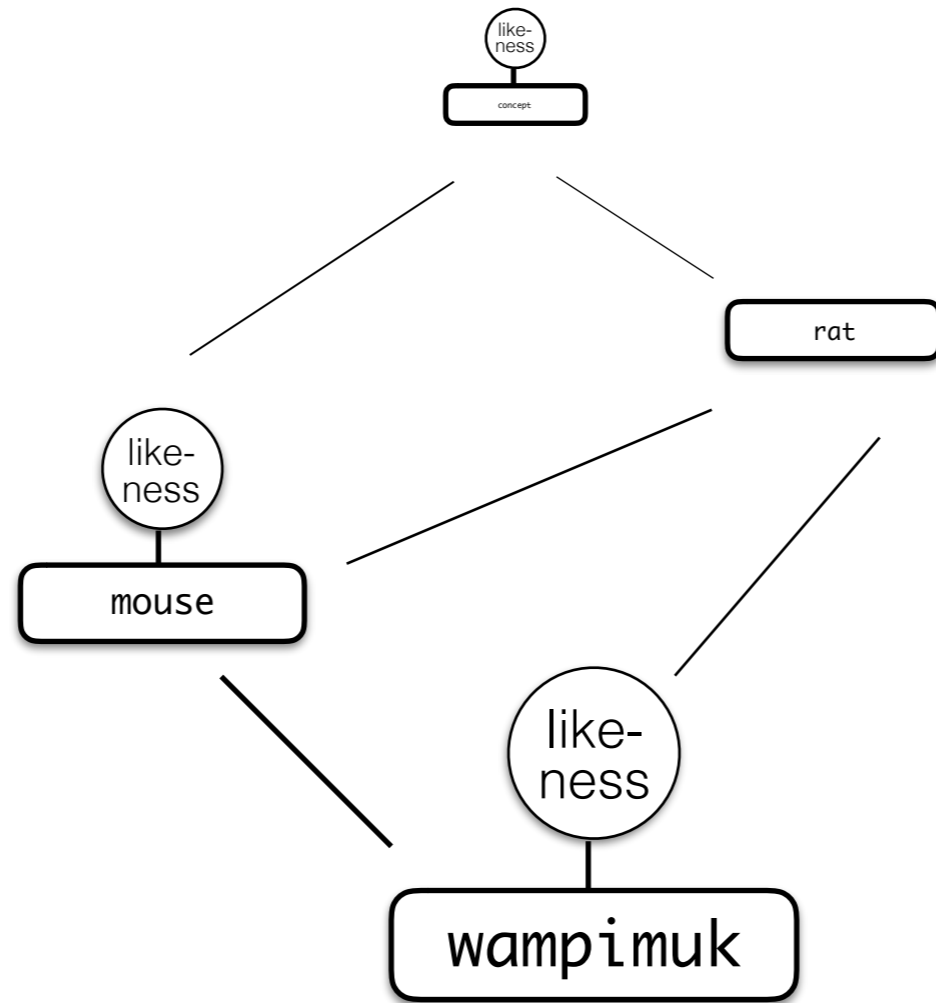 like-
ness
concept
rat
like-
ness
mouse
like-
ness
wampimuk